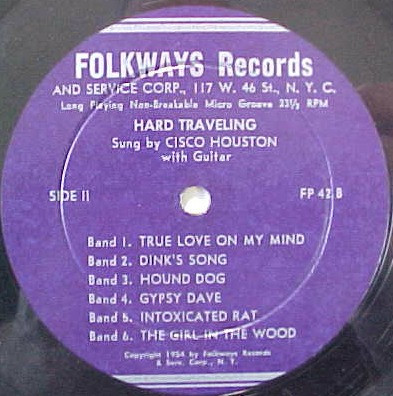 FOLKWAYS Records
AND SERVICE CORP., 117 W. 46 St., N. Y. C.
Long Playing Non-Breakable Micro Groove 33⅓ RPM
HARD TRAVELING
Sung by CISCO HOUSTON
with Guitar
SIDE II FP 42 B
Band 1. TRUE LOVE ON MY MIND
Band 2. DINK'S SONG
Band 3. HOUND DOG
Band 4. GYPSY DAVE
Band 5. INTOXICATED RAT
Band 6. THE GIRL IN THE WOOD
Copyright 1954 by Folkways Records
& Serv. Corp., N. Y.